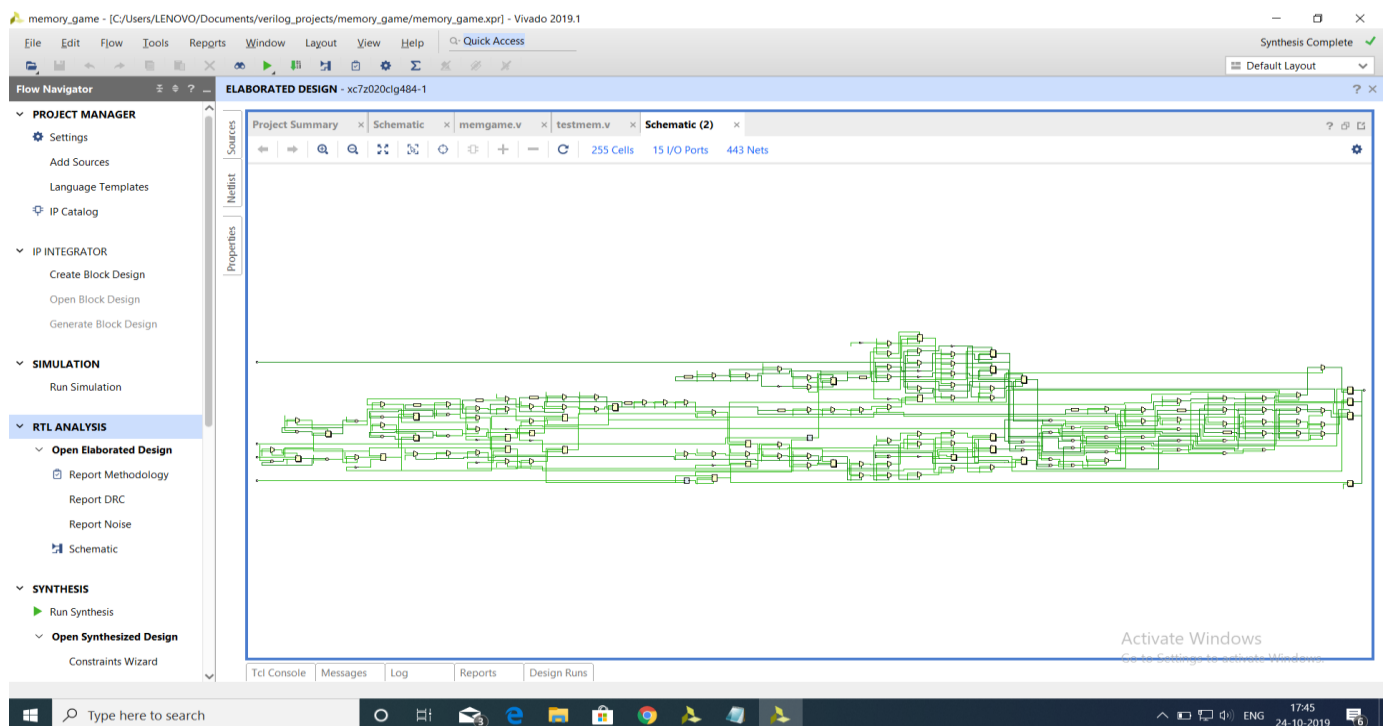 memory_game - [C:/Users/LENOVO/Documents/verilog_projects/memory_game/memory_game.xpr] - Vivado 2019.1
File Edit Flow Tools Reports Window Layout View Help Quick Access
Synthesis Complete
Default Layout
Flow Navigator
ELABORATED DESIGN - xc7z020clg484-1
PROJECT MANAGER
Settings
Add Sources
Language Templates
IP Catalog
IP INTEGRATOR
Create Block Design
Open Block Design
Generate Block Design
SIMULATION
Run Simulation
RTL ANALYSIS
Open Elaborated Design
Report Methodology
Report DRC
Report Noise
Schematic
SYNTHESIS
Run Synthesis
Open Synthesized Design
Constraints Wizard
Sources
Netlist
Properties
Project Summary Schematic memgame.v testmem.v Schematic (2)
255 Cells 15 I/O Ports 443 Nets
Activate Windows
Go to Settings to activate Windows.
Tcl Console Messages Log Reports Design Runs
Type here to search
3
ENG
17:45
24-10-2019
6